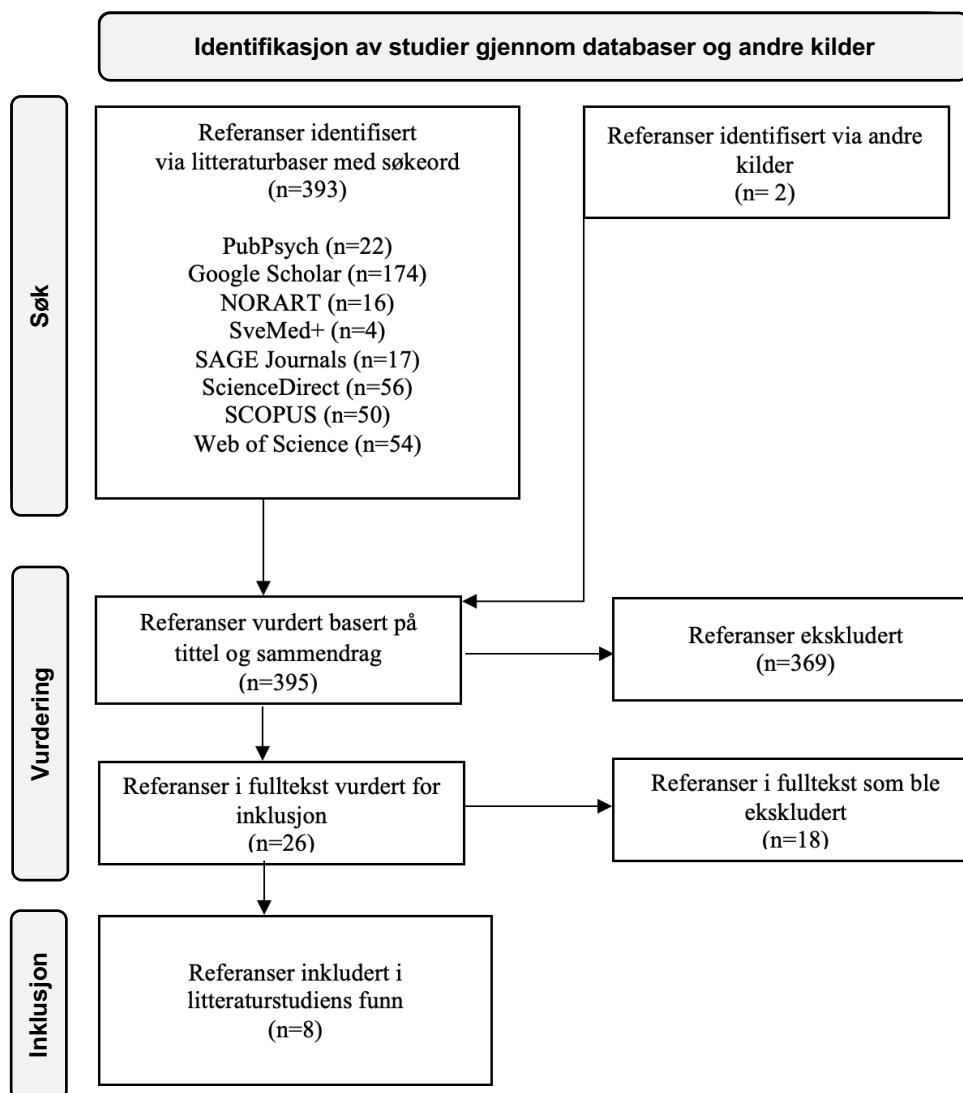 Identifikasjon av studier gjennom databaser og andre kilder
Søk
Referanser identifisert
via litteraturbaser med søkeord
(n=393)
PubPsych (n=22)
Google Scholar (n=174)
NORART (n=16)
SveMed+ (n=4)
SAGE Journals (n=17)
ScienceDirect (n=56)
SCOPUS (n=50)
Web of Science (n=54)
Referanser identifisert via andre
kilder
(n= 2)
Vurdering
Referanser vurdert basert på
tittel og sammendrag
(n=395)
Referanser ekskludert
(n=369)
Referanser i fulltekst vurdert for
inklusjon
(n=26)
Referanser i fulltekst som ble
ekskludert
(n=18)
Inklusjon
Referanser inkludert i
litteraturstudiens funn
(n=8)